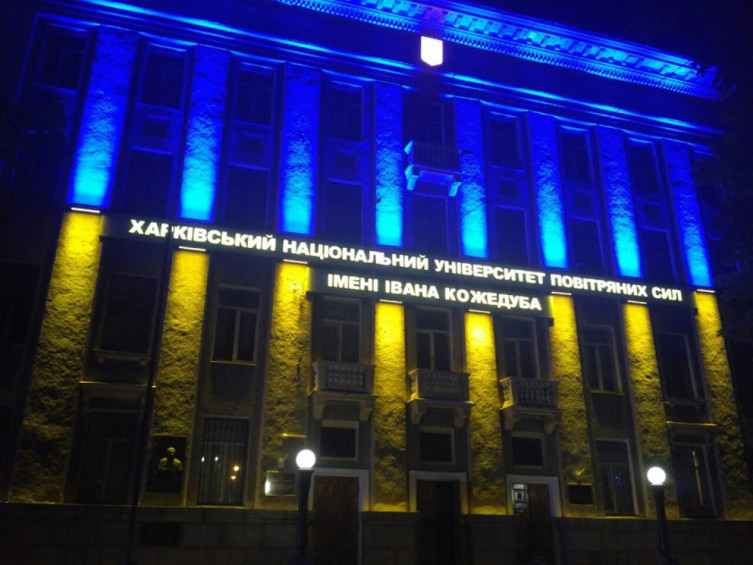 ХАРКІВСЬКИЙ НАЦІОНАЛЬНИЙ УНІВЕРСИТЕТ ПОВІТРЯНИХ СИЛ
ІМЕНІ ІВАНА КОЖЕДУБА